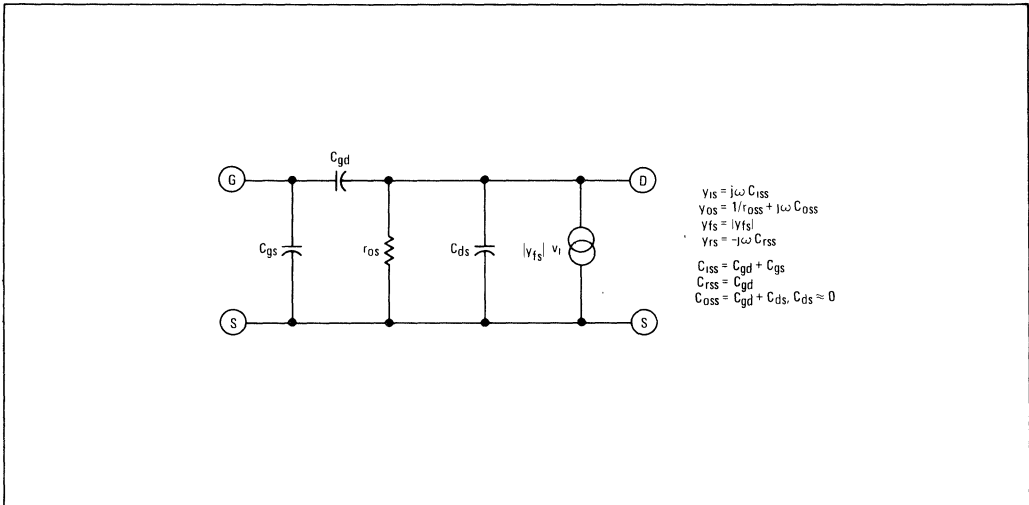 Cgd
G
D
Cgs
ros
Cds
|yfs| vi
S
S
yis = jω Ciss
yos = 1/ross + jω Coss
yfs = |yfs|
yrs = -jω Crss
Ciss = Cgd + Cgs
Crss = Cgd
Coss = Cgd + Cds, Cds ≈ 0